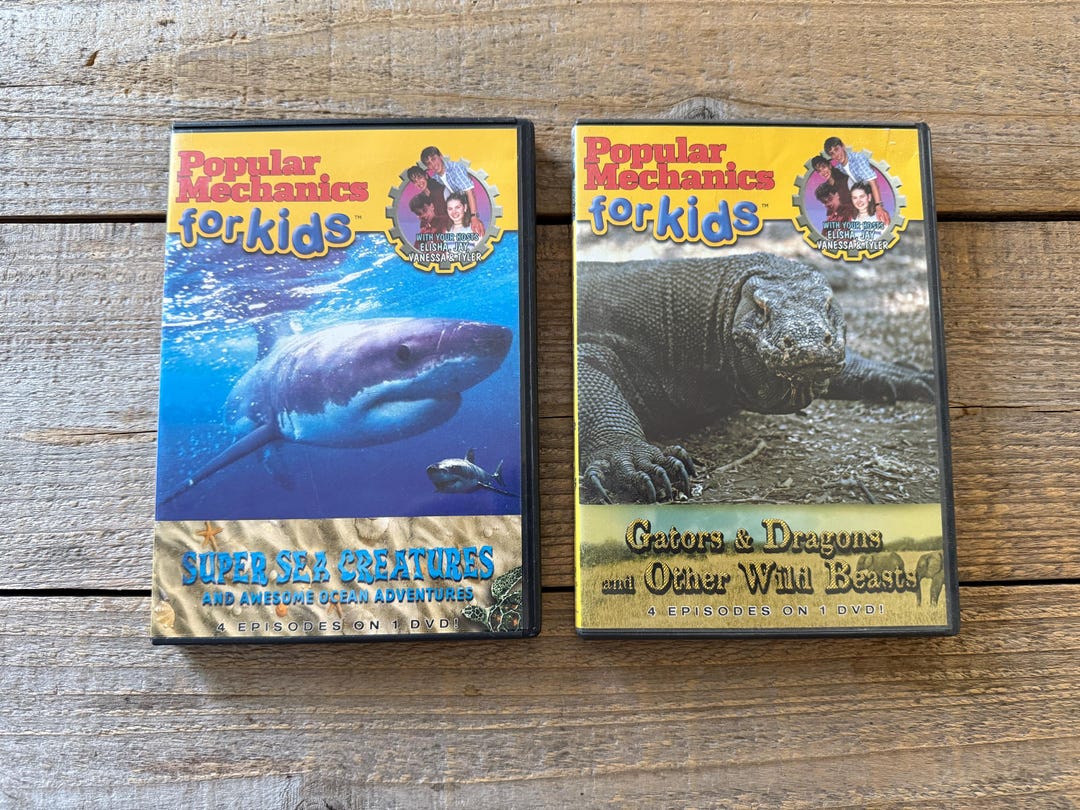 Popular
Mechanics
for kids™
WITH YOUR HOSTS
ELISHA, JAY,
VANESSA & TYLER
SUPER SEA CREATURES
AND AWESOME OCEAN ADVENTURES
4 EPISODES ON 1 DVD!
Popular
Mechanics
for kids™
WITH YOUR HOSTS
ELISHA, JAY,
VANESSA & TYLER
Gators & Dragons
and Other Wild Beasts
4 EPISODES ON 1 DVD!